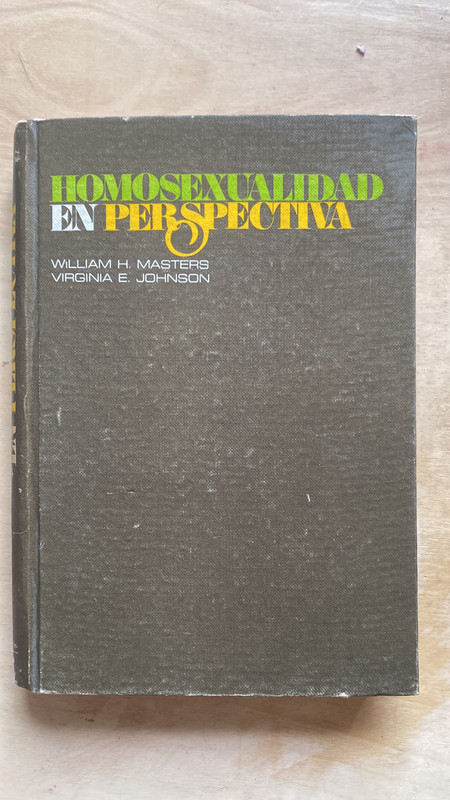 HOMOSEXUALIDAD
EN PERSPECTIVA
WILLIAM H. MASTERS
VIRGINIA E. JOHNSON